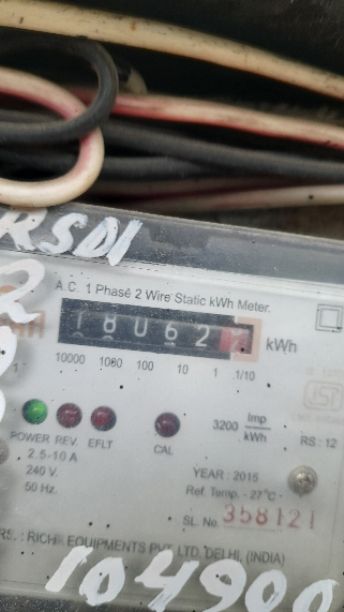 RSDI
A.C. 1 Phase 2 Wire Static kWh Meter.
18062
kWh
10000 1000 100 10 1 1/10
POWER REV. EFLT CAL
3200 Imp/kWh
RS : 12
2.5-10 A
240 V.
50 Hz.
YEAR : 2015
Ref. Temp. - 27°C -
SL. No. 358121
EQUIPMENTS PVT. LTD. DELHI, (INDIA)
104900